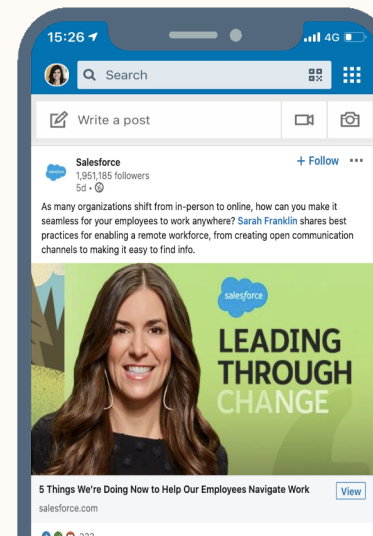 15:26
4G
Search
Write a post
Salesforce
+ Follow
1,951,185 followers
5d •
As many organizations shift from in-person to online, how can you make it
seamless for your employees to work anywhere? Sarah Franklin shares best
practices for enabling a remote workforce, from creating open communication
channels to making it easy to find info.
salesforce
LEADING
THROUGH
CHANGE
5 Things We're Doing Now to Help Our Employees Navigate Work
View
salesforce.com